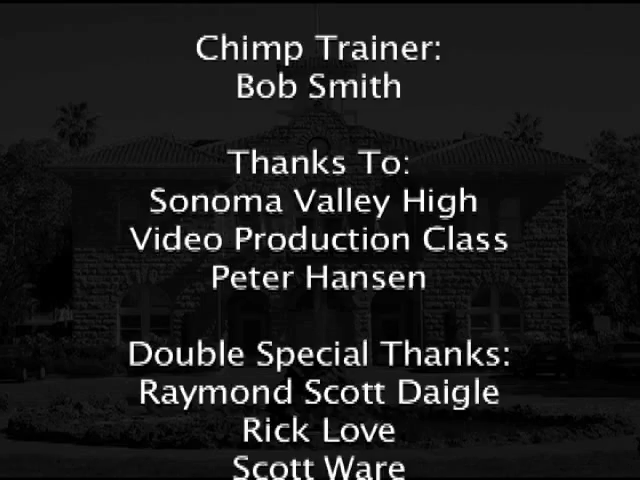 Chimp Trainer:
Bob Smith
Thanks To:
Sonoma Valley High
Video Production Class
Peter Hansen
Double Special Thanks:
Raymond Scott Daigle
Rick Love
Scott Ware